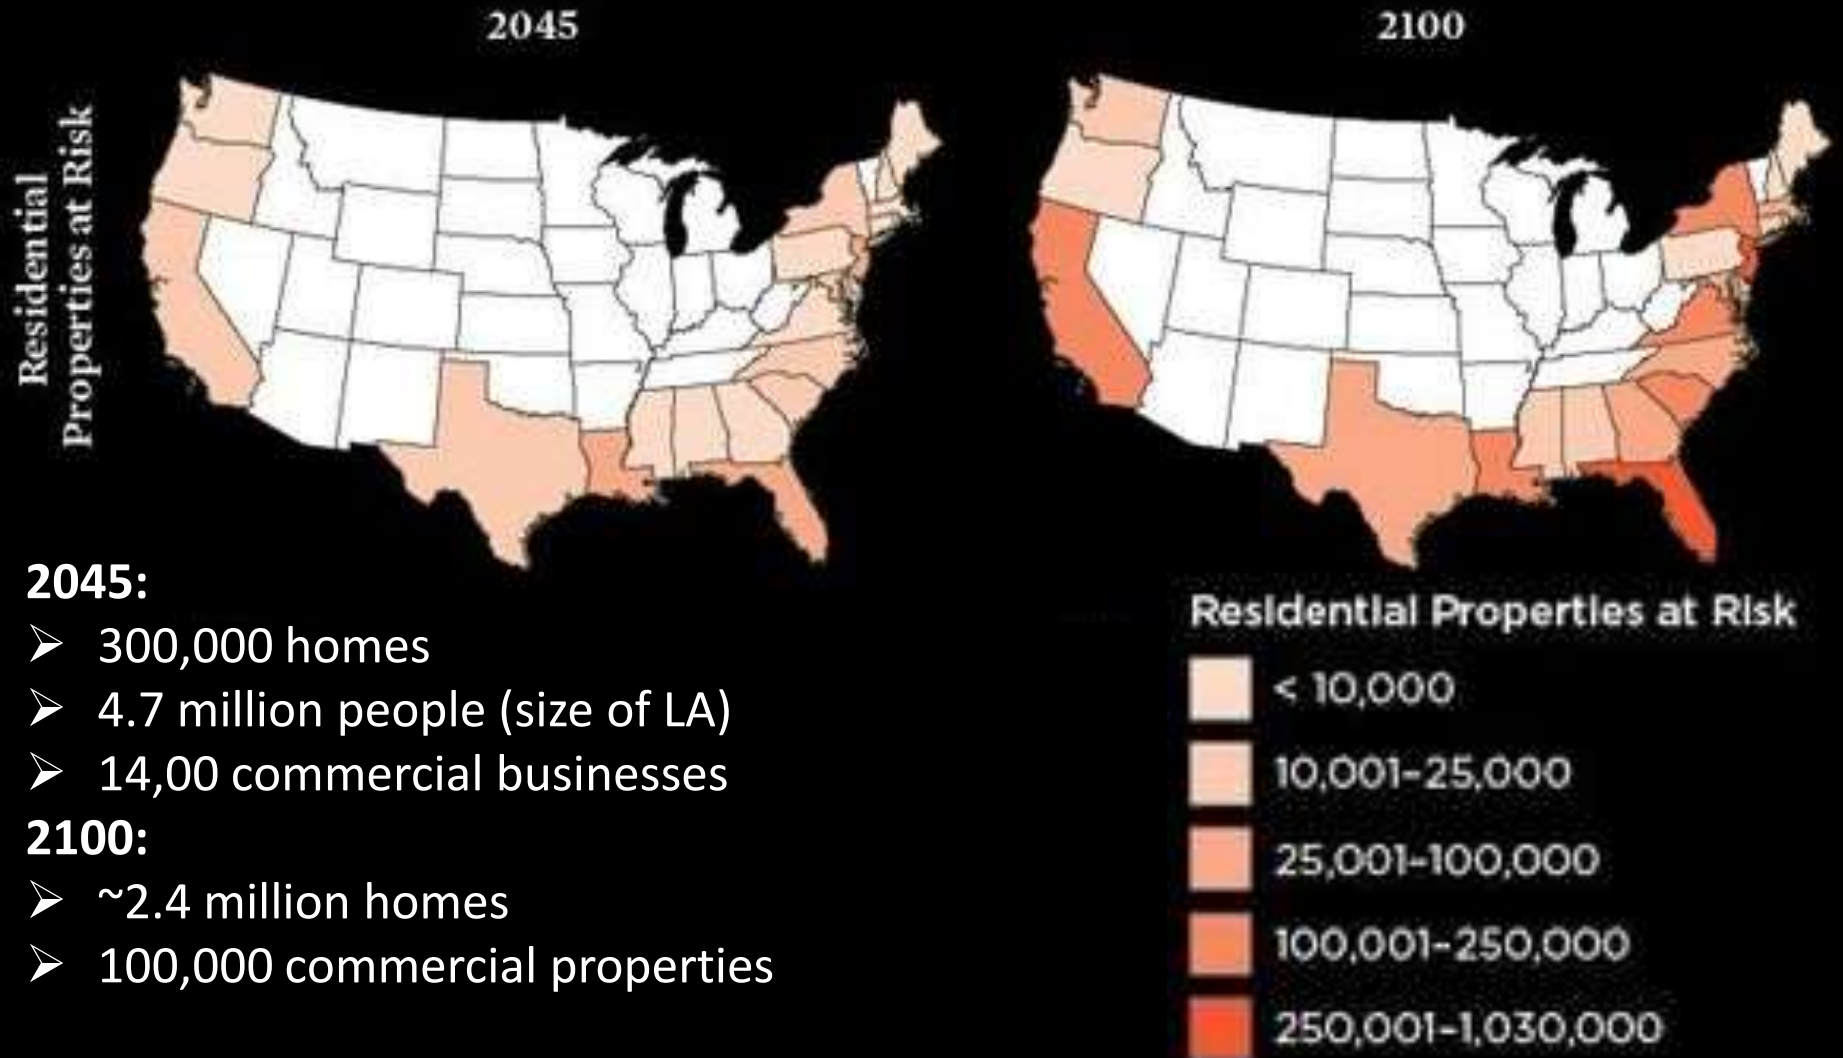 2045
2100
Residential
Properties at Risk
2045:
➢ 300,000 homes
➢ 4.7 million people (size of LA)
➢ 14,00 commercial businesses
2100:
➢ ~2.4 million homes
➢ 100,000 commercial properties
Residential Properties at Risk
< 10,000
10,001–25,000
25,001–100,000
100,001–250,000
250,001–1,030,000